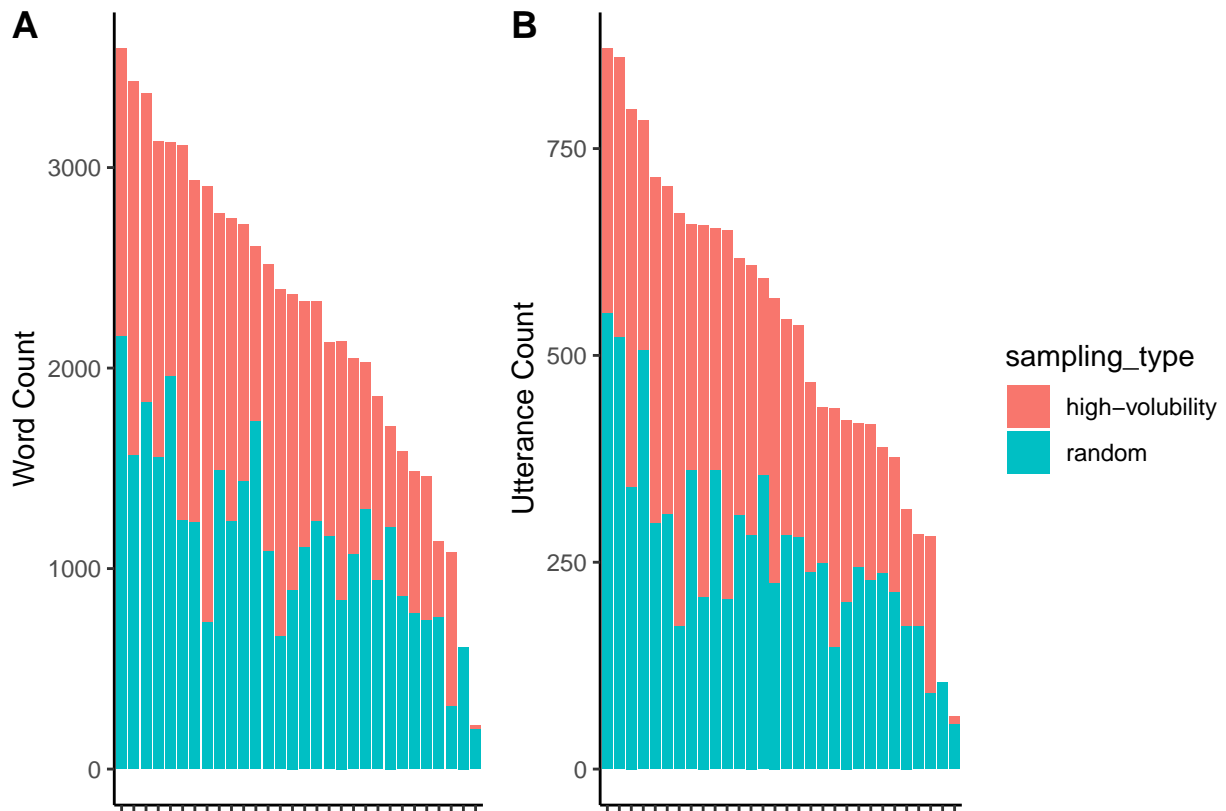 A
Word Count
3000
2000
1000
0
B
Utterance Count
750
500
250
0
sampling_type
high−volubility
random